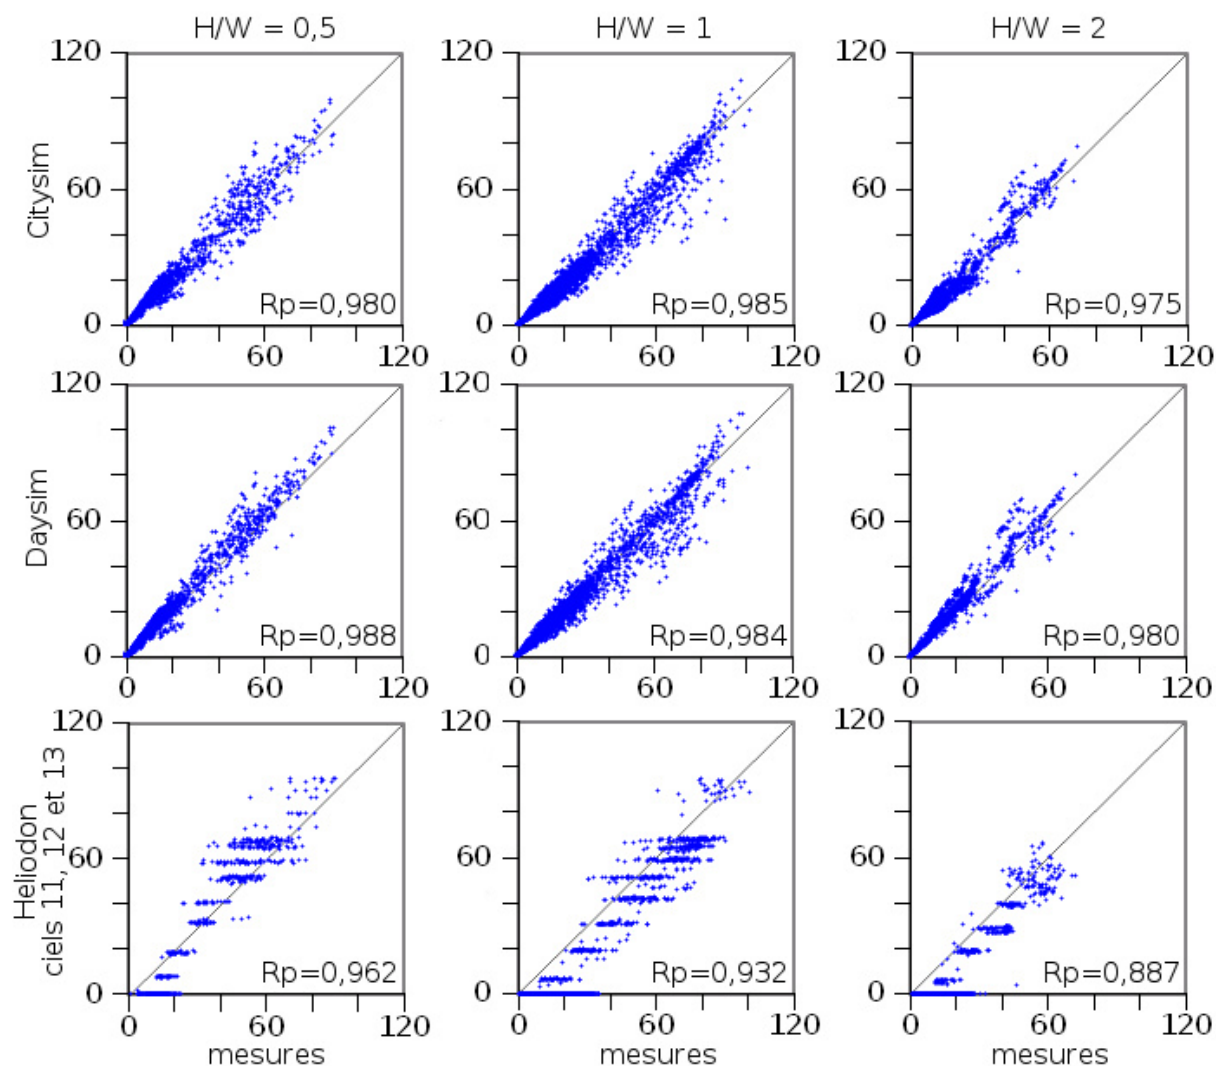 H/W = 0,5
H/W = 1
H/W = 2
Citysim
120
60
0
Rp=0,980
0 60 120
120
60
0
Rp=0,985
0 60 120
120
60
0
Rp=0,975
0 60 120
Daysim
120
60
0
Rp=0,988
0 60 120
120
60
0
Rp=0,984
0 60 120
120
60
0
Rp=0,980
0 60 120
Heliodon
ciels 11, 12 et 13
120
60
0
Rp=0,962
0 60 120
mesures
120
60
0
Rp=0,932
0 60 120
mesures
120
60
0
Rp=0,887
0 60 120
mesures